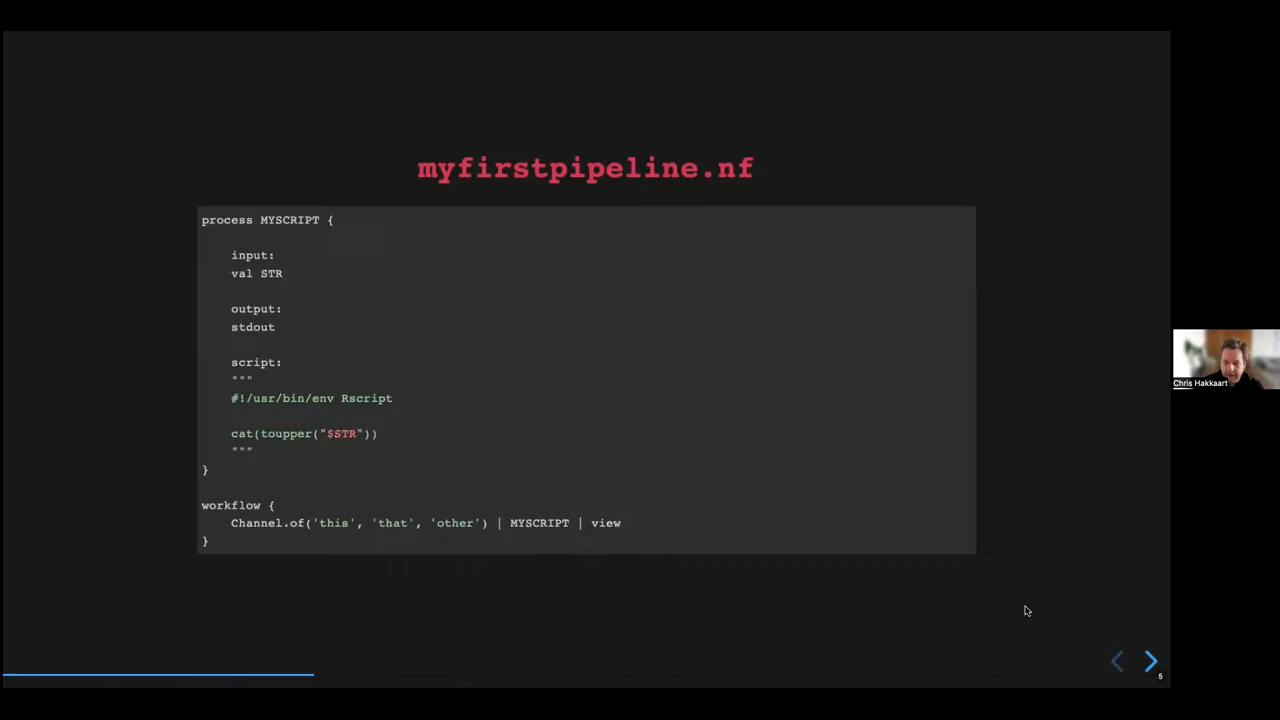 myfirstpipeline.nf
process MYSCRIPT {
input:
val STR
output:
stdout
script:
"""
#!/usr/bin/env Rscript
cat(toupper("$STR"))
"""
}
workflow {
Channel.of('this', 'that', 'other') | MYSCRIPT | view
}
Chris Hakkaart
5